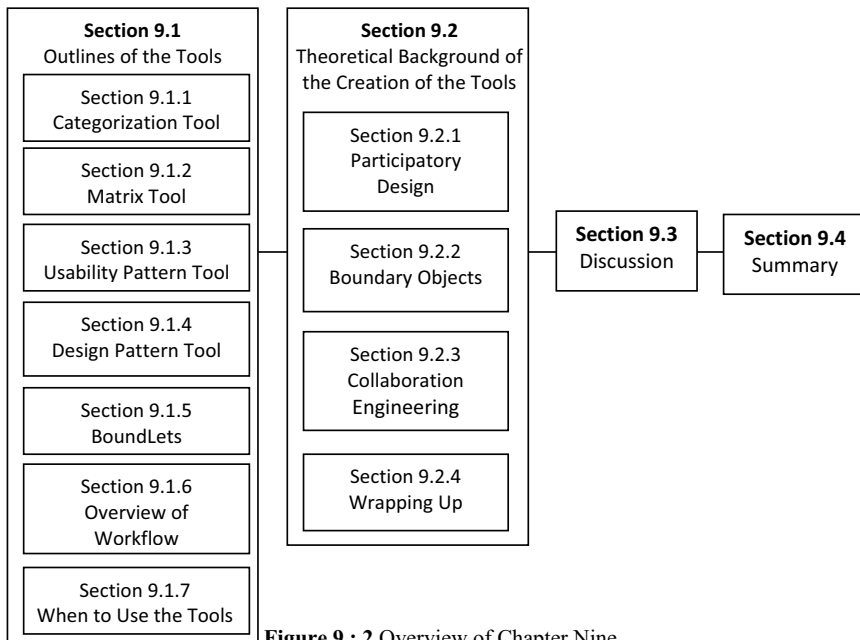 Section 9.1
Outlines of the Tools
Section 9.1.1
Categorization Tool
Section 9.1.2
Matrix Tool
Section 9.1.3
Usability Pattern Tool
Section 9.1.4
Design Pattern Tool
Section 9.1.5
BoundLets
Section 9.1.6
Overview of
Workflow
Section 9.1.7
When to Use the Tools
Section 9.2
Theoretical Background of
the Creation of the Tools
Section 9.2.1
Participatory
Design
Section 9.2.2
Boundary Objects
Section 9.2.3
Collaboration
Engineering
Section 9.2.4
Wrapping Up
Section 9.3
Discussion
Section 9.4
Summary
Figure 9 : 2 Overview of Chapter Nine